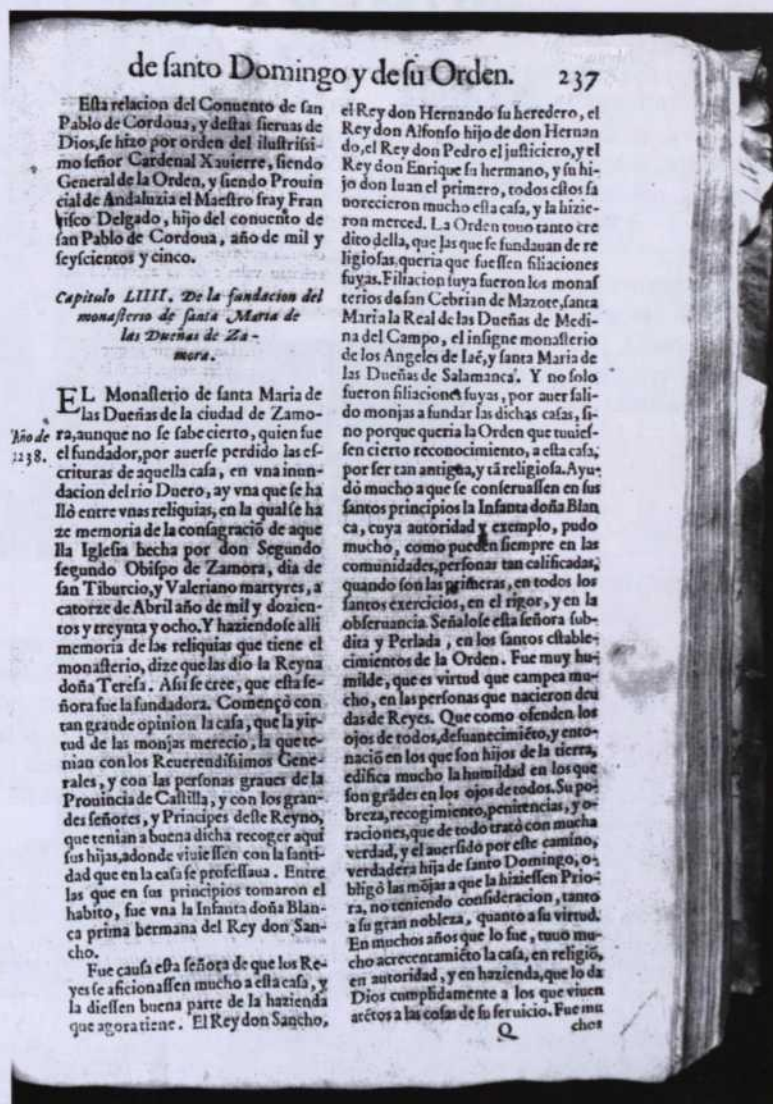 de ſanto Domingo y de ſu Orden. 237
Eſta relacion del Conuento de ſan
Pablo de Cordoua, y deſtas ſieruas de
Dios, ſe hizo por orden del iluſtriſsi-
mo ſeñor Cardenal Xauierre, ſiendo
General de la Orden, y ſiendo Prouin
cial de Andaluzia el Maeſtro fray Fran
ciſco Delgado, hijo del conuento de
ſan Pablo de Cordoua, año de mil y
ſeyſcientos y cinco.
Capitulo LIIII. De la fundacion del
monaſterio de ſanta Maria de
las Dueñas de Za-
mora.
EL Monaſterio de ſanta Maria de
las Dueñas de la ciudad de Zamo-
Año de
1238.
ra, aunque no ſe ſabe cierto, quien fue
el fundador, por auerſe perdido las eſ-
crituras de aquella caſa, en vna inun-
dacion del rio Duero, ay vna que ſe ha
llò entre vnas reliquias, en la qual ſe ha
ze memoria de la conſagraciõ de aque
lla Igleſia hecha por don Segundo
ſegundo Obiſpo de Zamora, dia de
ſan Tiburcio, y Valeriano martyres, a
catorze de Abril año de mil y dozien-
tos y treynta y ocho. Y haziendoſe alli
memoria de las reliquias que tiene el
monaſterio, dize que las dio la Reyna
doña Tereſa. Aſsi ſe cree, que eſta ſe-
ñora fue la fundadora. Començò con
tan grande opinion la caſa, que la vir-
tud de las monjas merecio, la que te-
nian con los Reuerendiſsimos Gene-
rales, y con las perſonas graues de la
Prouincia de Caſtilla, y con los gran-
des ſeñores, y Principes deſte Reyno,
que tenian a buena dicha recoger aqui
ſus hijas, adonde viuieſſen con la ſanti-
dad que en la caſa ſe profeſſaua. Entre
las que en ſus principios tomaron el
habito, fue vna la Infanta doña Blan-
ca prima hermana del Rey don San-
cho.
Fue cauſa eſta ſeñora de que los Re-
yes ſe aficionaſſen mucho a eſta caſa, y
la dieſſen buena parte de la hazienda
que agora tiene. El Rey don Sancho,
el Rey don Hernando ſu heredero, el
Rey don Alfonſo hijo de don Hernan
do, el Rey don Pedro el juſticiero, y el
Rey don Enrique ſu hermano, y ſu hi-
jo don Iuan el primero, todos eſtos fa
uorecieron mucho eſta caſa, y la hizie-
ron merced. La Orden tuuo tanto cre
dito della, que las que ſe fundauan de re
ligioſas, queria que fueſſen filiaciones
ſuyas. Filiacion ſuya fueron los monaſ
terios de ſan Cebrian de Mazote, ſanta
Maria la Real de las Dueñas de Medi-
na del Campo, el inſigne monaſterio
de los Angeles de Iaẽ, y ſanta Maria de
las Dueñas de Salamanca. Y no ſolo
fueron filiaciones ſuyas, por auer ſali-
do monjas a fundar las dichas caſas, ſi-
no porque queria la Orden que tuuieſ-
ſen cierto reconocimiento, a eſta caſa,
por ſer tan antigua, y tã religioſa. Ayu-
dò mucho a que ſe conſeruaſſen en ſus
ſantos principios la Infanta doña Blan
ca, cuya autoridad y exemplo, pudo
mucho, como pueden ſiempre en las
comunidades, perſonas tan calificadas,
quando ſon las primeras, en todos los
ſantos exercicios, en el rigor, y en la
obſeruancia. Señaloſe eſta ſeñora ſub-
dita y Perlada, en los ſantos eſtable-
cimientos de la Orden. Fue muy hu-
milde, que es virtud que campea mu-
cho, en las perſonas que nacieron deu
das de Reyes. Que como ofenden los
ojos de todos, deſuanecimiẽto, y ento-
naciõ en los que ſon hijos de la tierra,
edifica mucho la humildad en los que
ſon grãdes en los ojos de todos. Su po-
breza, recogimiento, penitencias, y o-
raciones, que de todo tratò con mucha
verdad, y el auer ſido por eſte camino,
verdadera hija de ſanto Domingo, o-
bligò las mõjas a que la hizieſſen Prio-
ra, no teniendo conſideracion, tanto
a ſu gran nobleza, quanto a ſu virtud.
En muchos años que lo fue, tuuo mu-
cho acrecentamiẽto la caſa, en religiõ,
en autoridad, y en hazienda, que lo da
Dios cumplidamente a los que viuen
atẽtos a las coſas de ſu ſeruicio. Fue mu
Q chos